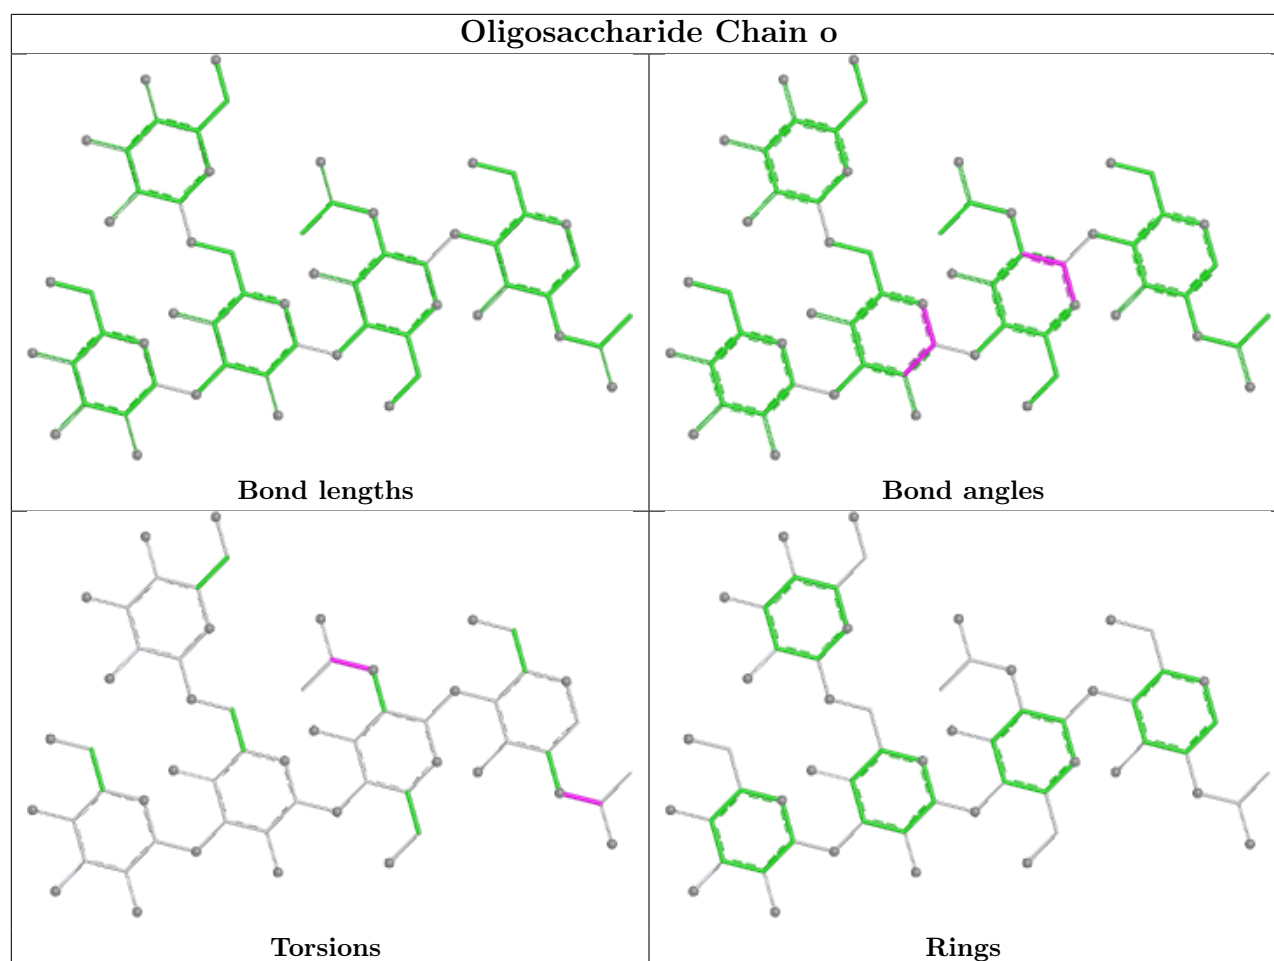 Oligosaccharide Chain o
Bond lengths
Bond angles
Torsions
Rings